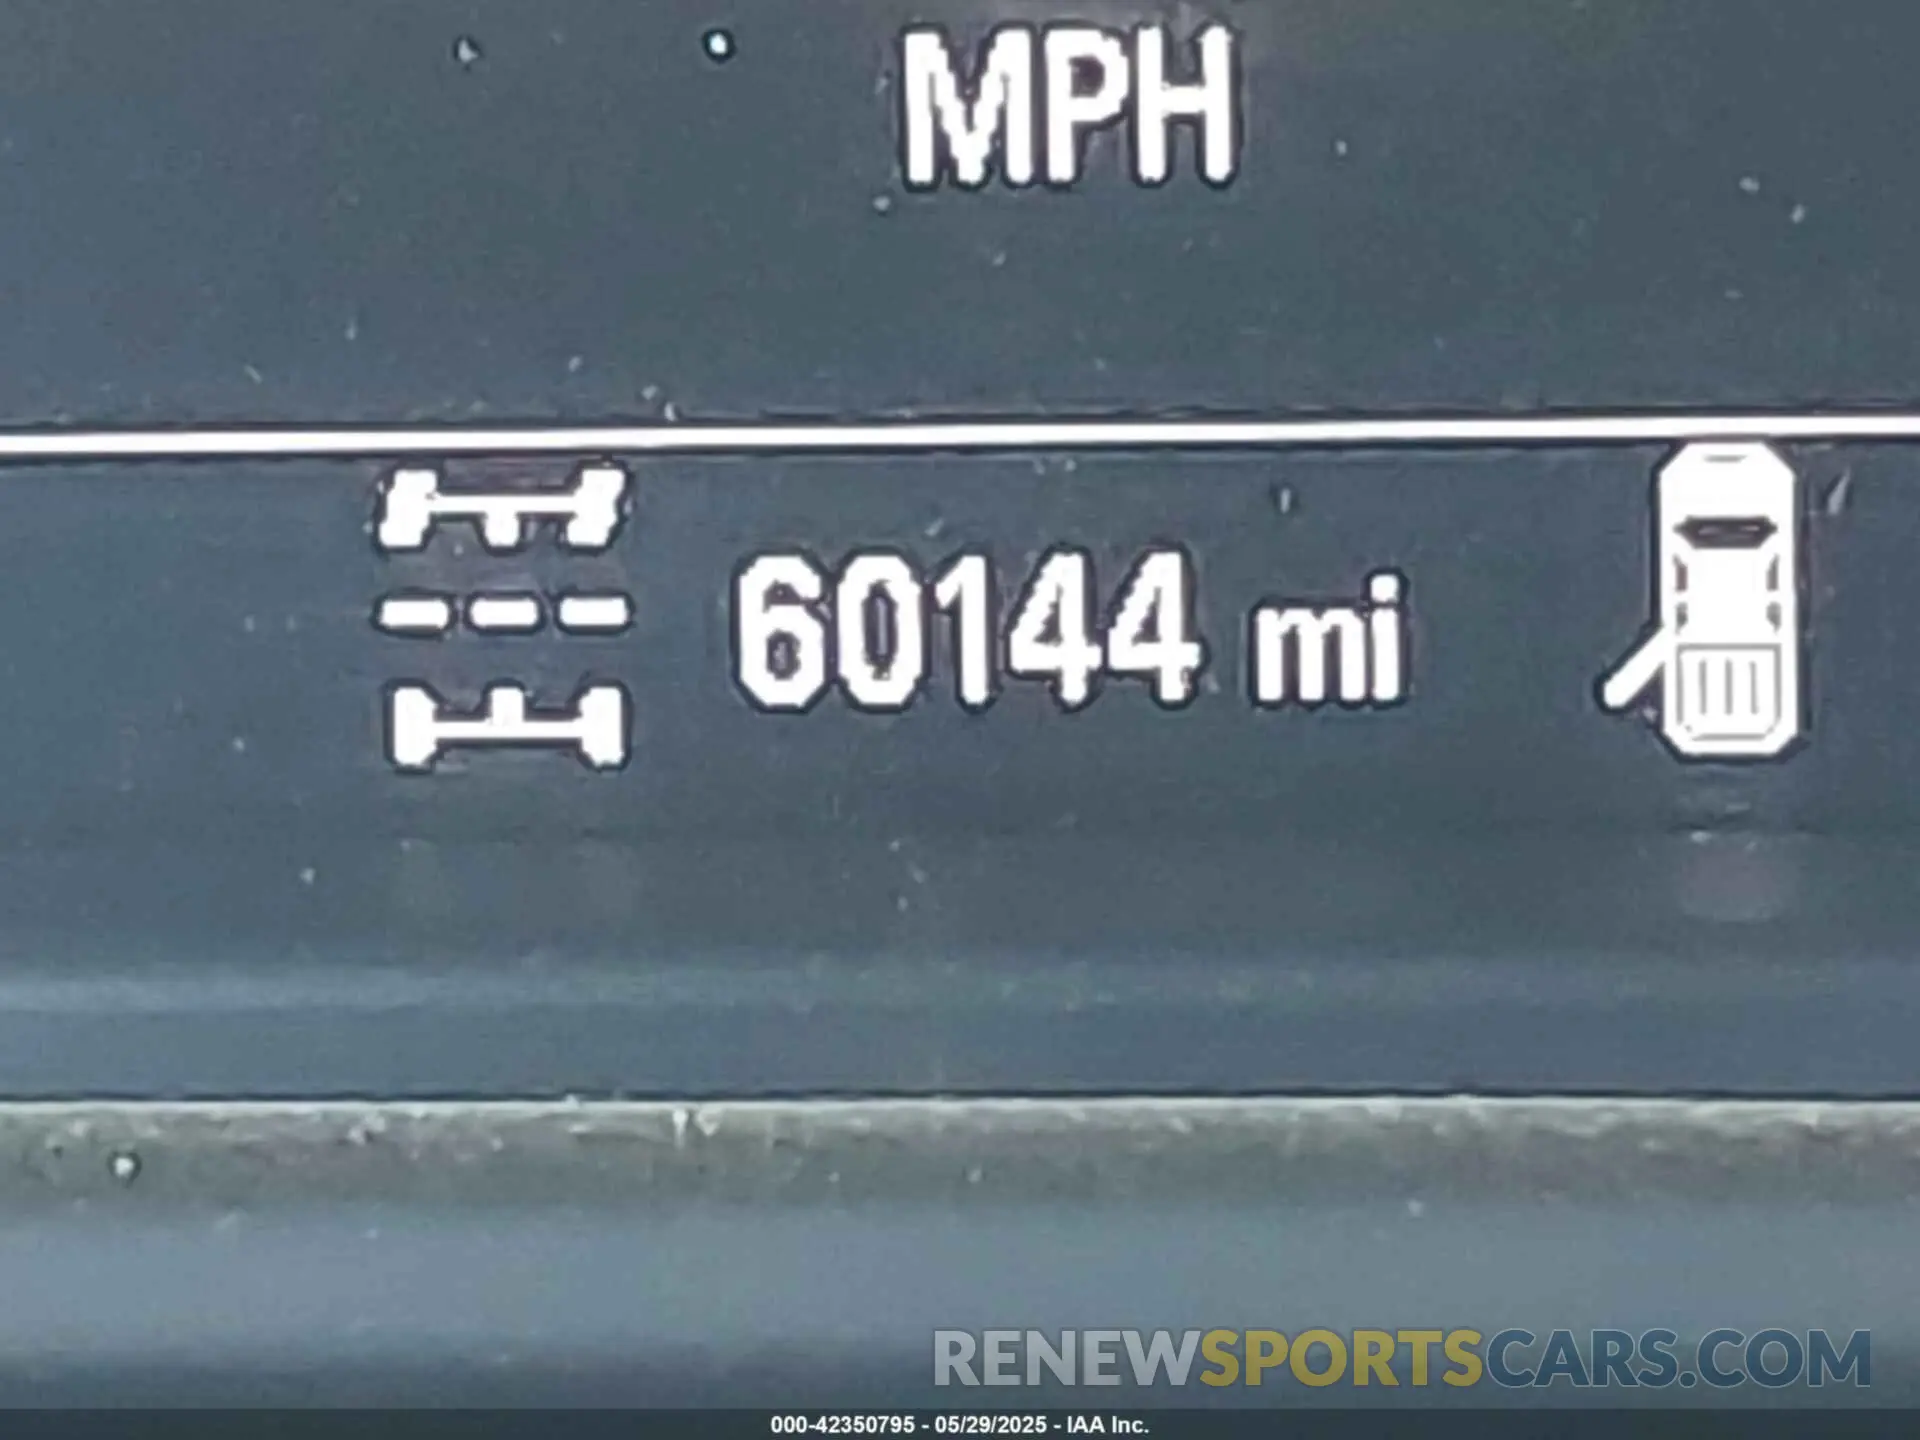 MPH
60144 mi
RENEWSPORTSCARS.COM
000-42350795 - 05/29/2025 - IAA Inc.